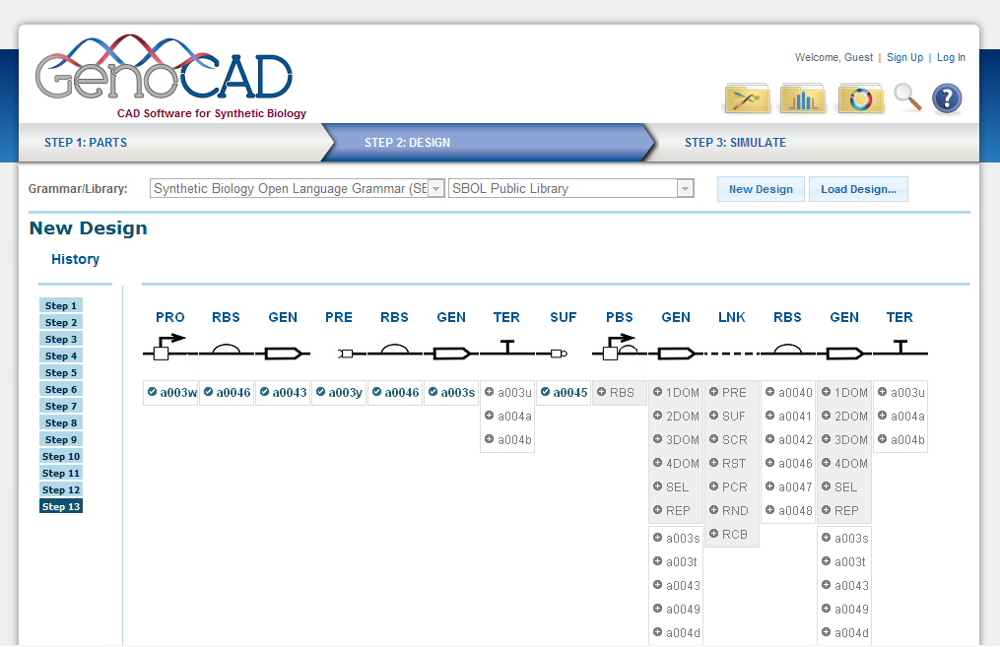 GenoCAD
CAD Software for Synthetic Biology
Welcome, Guest | Sign Up | Log In
?
STEP 1: PARTS STEP 2: DESIGN STEP 3: SIMULATE
Grammar/Library: Synthetic Biology Open Language Grammar (SE SBOL Public Library New Design Load Design...
New Design
History
Step 1
Step 2
Step 3
Step 4
Step 5
Step 6
Step 7
Step 8
Step 9
Step 10
Step 11
Step 12
Step 13
PRO RBS GEN PRE RBS GEN TER SUF PBS GEN LNK RBS GEN TER
a003w a0046 a0043 a003y a0046 a003s a003u a0045 RBS 1DOM PRE a0040 1DOM a003u
a004a 2DOM SUF a0041 2DOM a004a
a004b 3DOM SCR a0042 3DOM a004b
4DOM RST a0046 4DOM
SEL PCR a0047 SEL
REP RND a0048 REP
RCB
a003s a003s
a003t a003t
a0043 a0043
a0049 a0049
a004d a004d